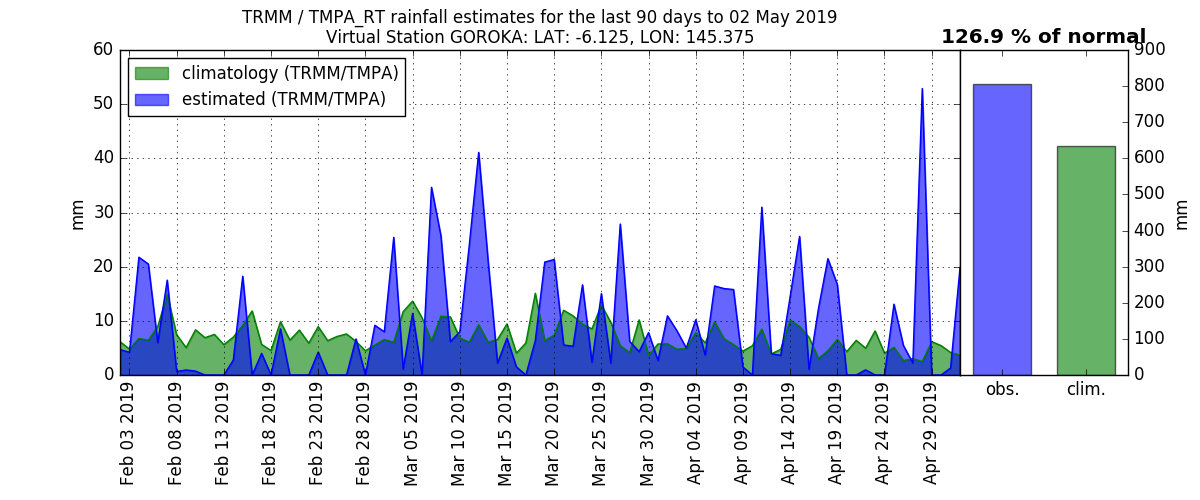 TRMM / TMPA_RT rainfall estimates for the last 90 days to 02 May 2019
Virtual Station GOROKA: LAT: -6.125, LON: 145.375
126.9 % of normal
climatology (TRMM/TMPA)
estimated (TRMM/TMPA)
mm
60
50
40
30
20
10
0
Feb 03 2019
Feb 08 2019
Feb 13 2019
Feb 18 2019
Feb 23 2019
Feb 28 2019
Mar 05 2019
Mar 10 2019
Mar 15 2019
Mar 20 2019
Mar 25 2019
Mar 30 2019
Apr 04 2019
Apr 09 2019
Apr 14 2019
Apr 19 2019
Apr 24 2019
Apr 29 2019
obs.
clim.
900
800
700
600
500
400
300
200
100
0
mm